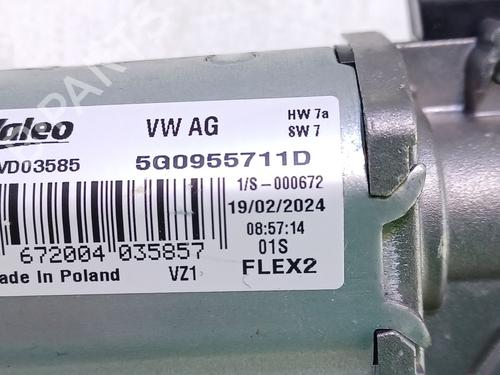 Valeo
VW AG
HW 7a
SW 7
VD03585
5G0955711D
1/S-000672
19/02/2024
08:57:14
01S
672004 035857
Made in Poland
VZ1
FLEX2